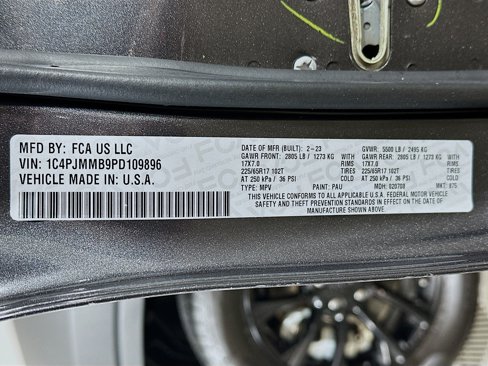 MFD BY: FCA US LLC
VIN: 1C4PJMMB9PD109896
VEHICLE MADE IN: U.S.A.
DATE OF MFR (BUILT): 2-23 GVWR: 5500 LB / 2495 KG
GAWR FRONT: 2805 LB / 1273 KG WITH GAWR REAR: 2805 LB / 1273 KG WITH
17X7.0 RIMS 17X7.0 RIMS
225/65R17 102T TIRES 225/65R17 102T TIRES
AT 250 kPa / 36 PSI COLD AT 250 kPa / 36 PSI COLD
TYPE: MPV PAINT: PAU MDH: 020708 MKT: 875
THIS VEHICLE CONFORMS TO ALL APPLICABLE U.S.A. FEDERAL MOTOR VEHICLE
SAFETY AND THEFT PREVENTION STANDARDS IN EFFECT ON THE DATE OF
MANUFACTURE SHOWN ABOVE.